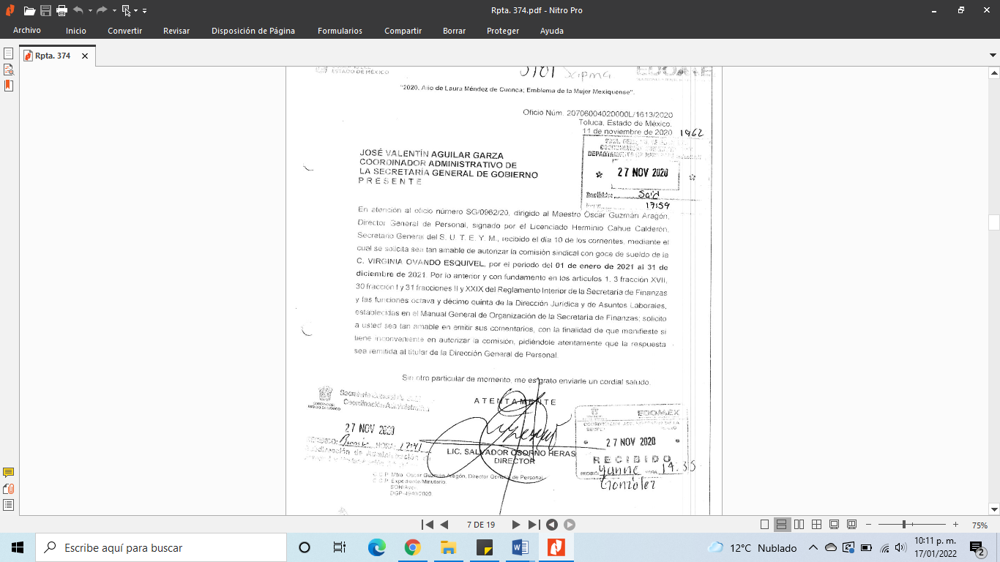 Rpta. 374.pdf - Nitro Pro
Archivo Inicio Convertir Revisar Disposición de Página Formularios Compartir Borrar Proteger Ayuda
Rpta. 374
ESTADO DE MÉXICO
"2020. Año de Laura Méndez de Cuenca; Emblema de la Mujer Mexiquense".
Oficio Núm. 20706004020000L/1613/2020
Toluca, Estado de México,
11 de noviembre de 2020 1962
JOSÉ VALENTÍN AGUILAR GARZA
COORDINADOR ADMINISTRATIVO DE
LA SECRETARÍA GENERAL DE GOBIERNO
P R E S E N T E
27 NOV 2020
Recibido: Said
17:59
En atención al oficio número SG/0962/20, dirigido al Maestro Oscar Guzmán Aragón,
Director General de Personal, signado por el Licenciado Herminio Cahue Calderón,
Secretario General del S. U. T. E. Y. M., recibido el día 10 de los corrientes, mediante el
cual se solicita sea tan amable de autorizar la comisión sindical con goce de sueldo de la
C. VIRGINIA OVANDO ESQUIVEL, por el periodo del 01 de enero de 2021 al 31 de
diciembre de 2021. Por lo anterior y con fundamento en los artículos 1, 3 fracción XVII,
30 fracción I y 31 fracciones II y XXIX del Reglamento Interior de la Secretaría de Finanzas
y las funciones octava y décimo quinta de la Dirección Jurídica y de Asuntos Laborales,
establecidas en el Manual General de Organización de la Secretaría de Finanzas; solicito
a usted sea tan amable en emitir sus comentarios, con la finalidad de que manifieste si
tiene inconveniente en autorizar la comisión, pidiéndole atentamente que la respuesta
sea remitida al titular de la Dirección General de Personal.
Sin otro particular de momento, me es grato enviarle un cordial saludo.
A T E N T A M E N T E
GOBIERNO DEL
ESTADO DE MÉXICO
Coordinación Administrativa
27 NOV 2020
HORA: 17:41
LIC. SALVADOR OSORNO HERAS
DIRECTOR
EDOMÉX
27 NOV 2020
RECIBIDO
RECIBIÓ: Yanne HORA: 14:35
González
C.C.P. Mtro. Oscar Guzmán Aragón, Director General de Personal
C.C.P. Expediente/Minutario.
SOH/Aver
DGP-4940/2020
7 DE 19
75%
Escribe aquí para buscar
12°C Nublado
10:11 p. m.
17/01/2022
2